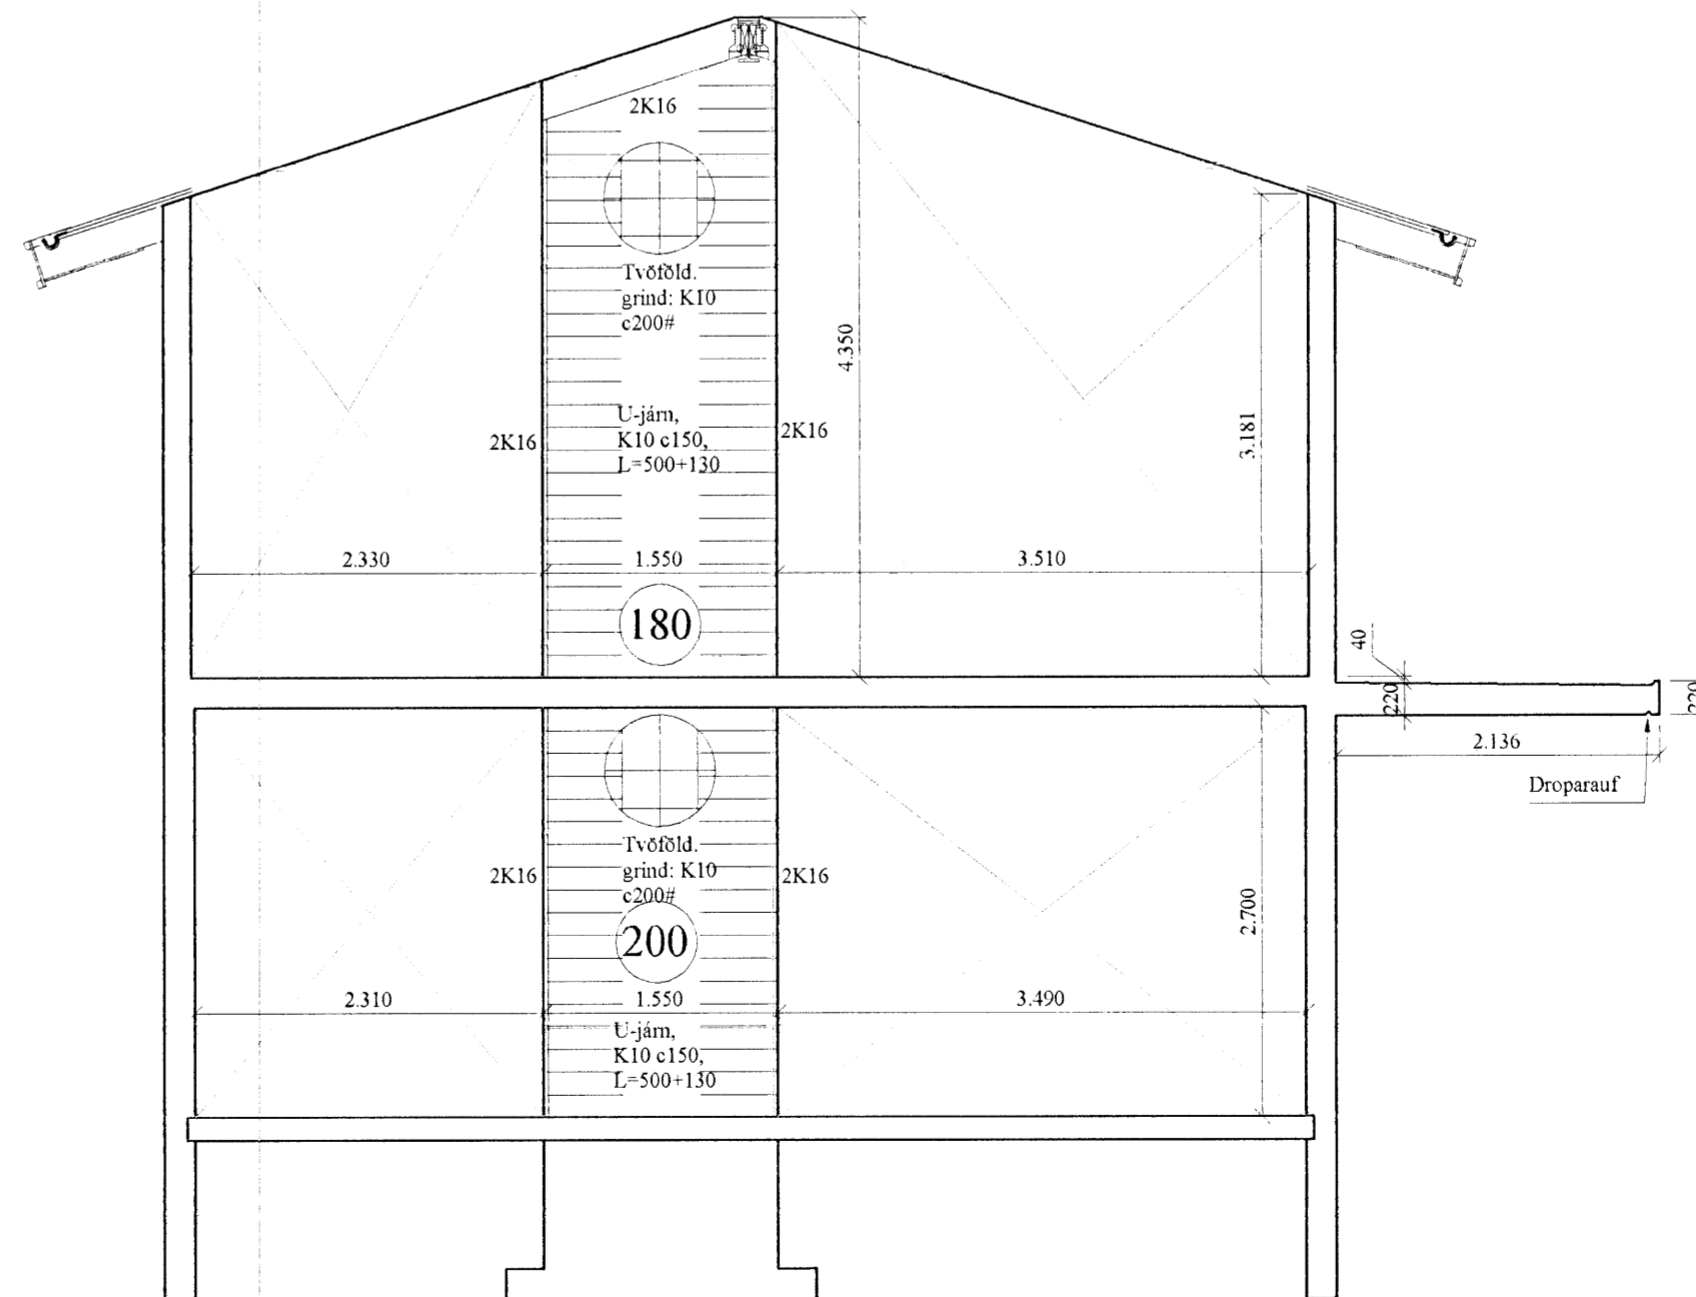 2K16
Tvöföld.
grind: K10
c200#
4.350
U-járn,
K10 c150,
L=500+130
2K16
2K16
3.181
2.330
1.550
3.510
180
40
220
220
2.136
Droparauf
Tvöföld.
grind: K10
c200#
2K16
2K16
200
2.700
2.310
1.550
3.490
U-járn,
K10 c150,
L=500+130